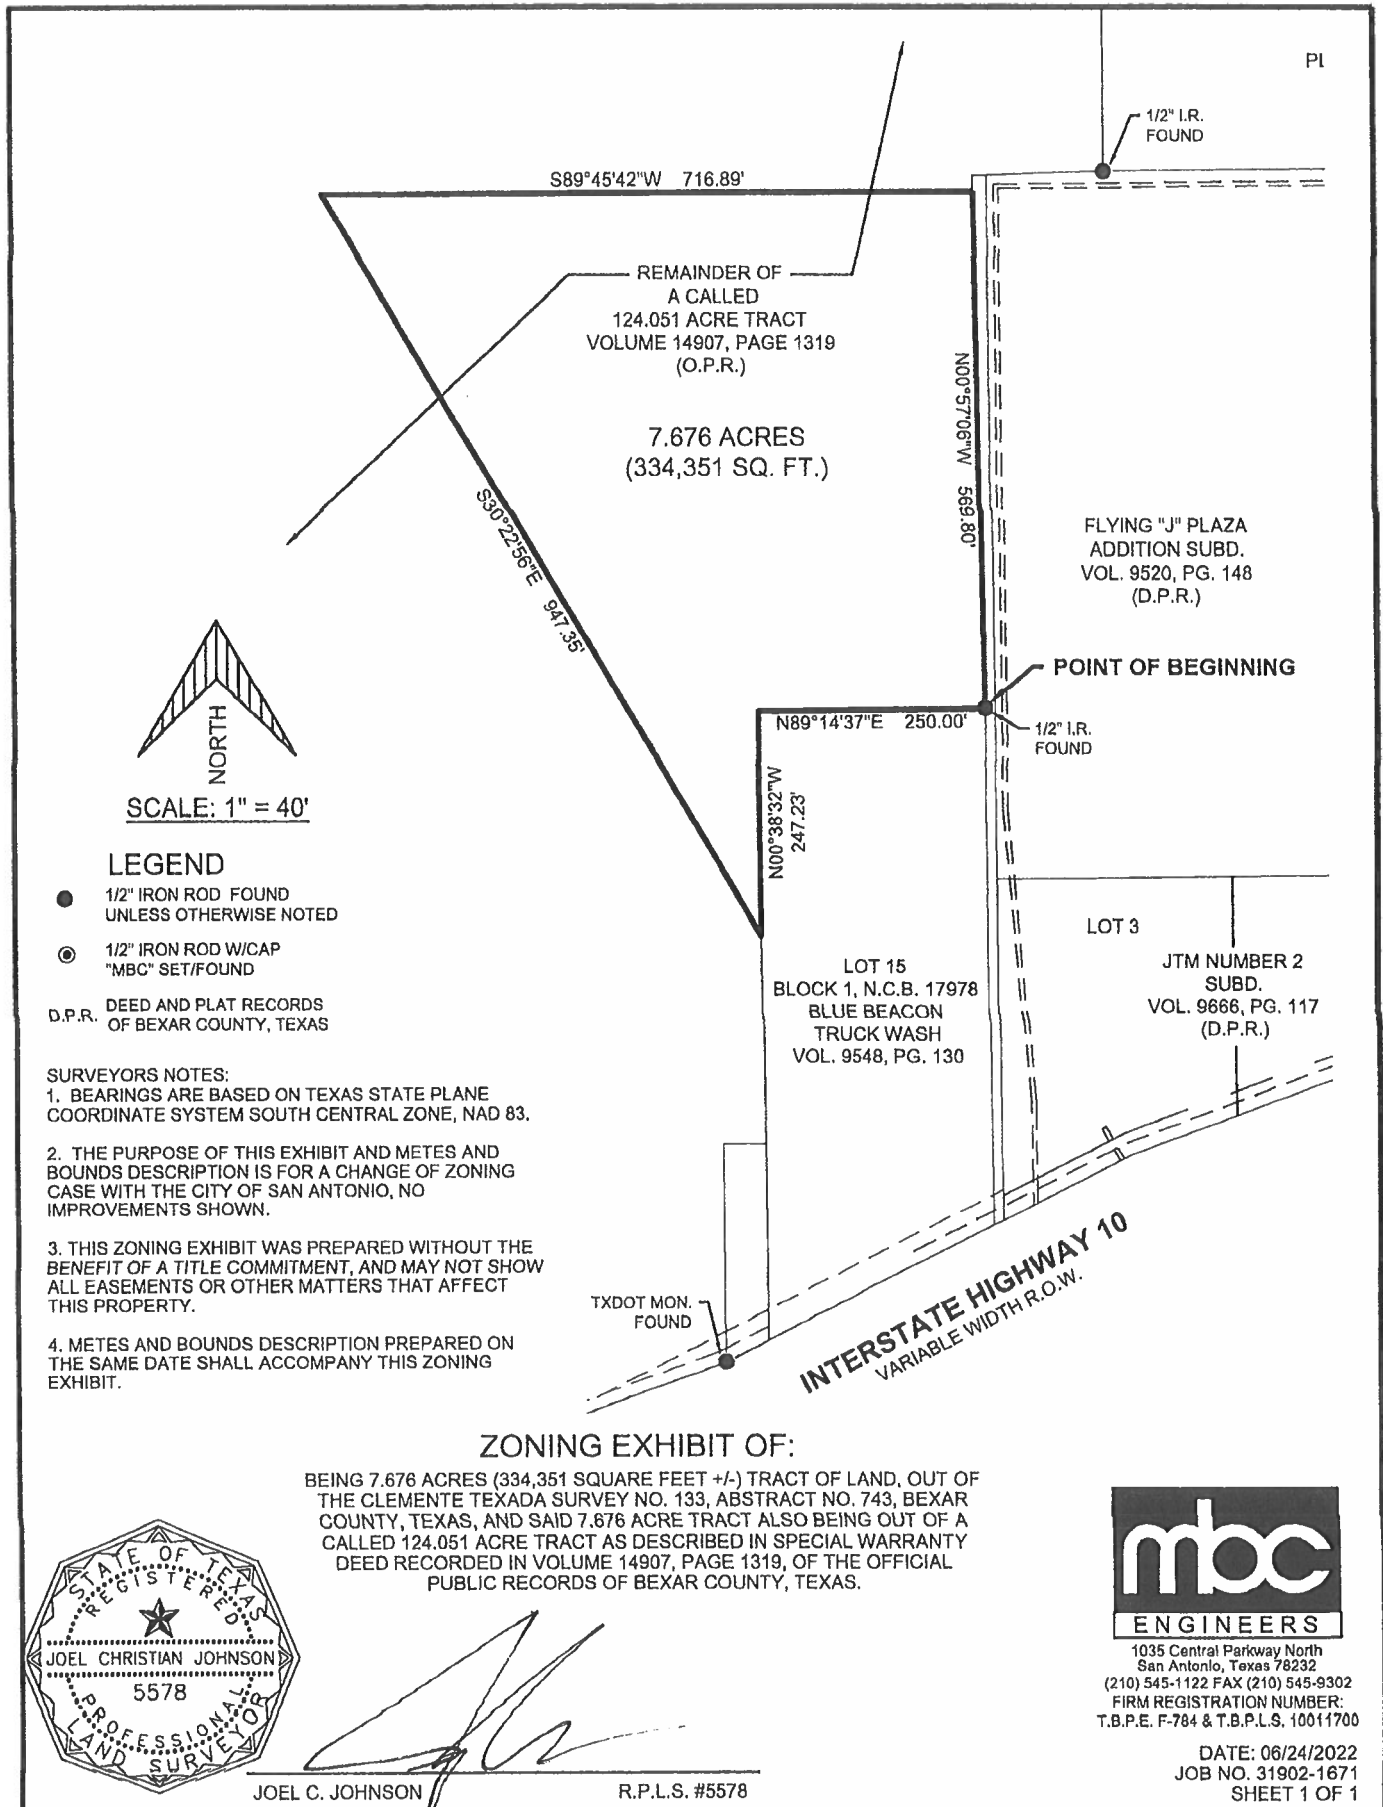 PL
1/2" I.R.
FOUND
S89°45'42"W 716.89'
REMAINDER OF
A CALLED
124.051 ACRE TRACT
VOLUME 14907, PAGE 1319
(O.P.R.)
7.676 ACRES
(334,351 SQ. FT.)
N00°57'06"W 569.80'
S30°22'56"E 947.35'
FLYING "J" PLAZA
ADDITION SUBD.
VOL. 9520, PG. 148
(D.P.R.)
POINT OF BEGINNING
N89°14'37"E 250.00'
1/2" I.R.
FOUND
N00°38'32"W
247.23'
NORTH
SCALE: 1" = 40'
LEGEND
1/2" IRON ROD FOUND
UNLESS OTHERWISE NOTED
1/2" IRON ROD W/CAP
"MBC" SET/FOUND
D.P.R. DEED AND PLAT RECORDS
OF BEXAR COUNTY, TEXAS
LOT 3
JTM NUMBER 2
SUBD.
VOL. 9666, PG. 117
(D.P.R.)
LOT 15
BLOCK 1, N.C.B. 17978
BLUE BEACON
TRUCK WASH
VOL. 9548, PG. 130
SURVEYORS NOTES:
1. BEARINGS ARE BASED ON TEXAS STATE PLANE
COORDINATE SYSTEM SOUTH CENTRAL ZONE, NAD 83.
2. THE PURPOSE OF THIS EXHIBIT AND METES AND
BOUNDS DESCRIPTION IS FOR A CHANGE OF ZONING
CASE WITH THE CITY OF SAN ANTONIO, NO
IMPROVEMENTS SHOWN.
3. THIS ZONING EXHIBIT WAS PREPARED WITHOUT THE
BENEFIT OF A TITLE COMMITMENT, AND MAY NOT SHOW
ALL EASEMENTS OR OTHER MATTERS THAT AFFECT
THIS PROPERTY.
4. METES AND BOUNDS DESCRIPTION PREPARED ON
THE SAME DATE SHALL ACCOMPANY THIS ZONING
EXHIBIT.
TXDOT MON.
FOUND
INTERSTATE HIGHWAY 10
VARIABLE WIDTH R.O.W.
ZONING EXHIBIT OF:
BEING 7.676 ACRES (334,351 SQUARE FEET +/-) TRACT OF LAND, OUT OF
THE CLEMENTE TEXADA SURVEY NO. 133, ABSTRACT NO. 743, BEXAR
COUNTY, TEXAS, AND SAID 7.676 ACRE TRACT ALSO BEING OUT OF A
CALLED 124.051 ACRE TRACT AS DESCRIBED IN SPECIAL WARRANTY
DEED RECORDED IN VOLUME 14907, PAGE 1319, OF THE OFFICIAL
PUBLIC RECORDS OF BEXAR COUNTY, TEXAS.
STATE OF TEXAS
REGISTERED
JOEL CHRISTIAN JOHNSON
5578
PROFESSIONAL
LAND SURVEYOR
JOEL C. JOHNSON R.P.L.S. #5578
mbc
ENGINEERS
1035 Central Parkway North
San Antonio, Texas 78232
(210) 545-1122 FAX (210) 545-9302
FIRM REGISTRATION NUMBER:
T.B.P.E. F-784 & T.B.P.L.S. 10011700
DATE: 06/24/2022
JOB NO. 31902-1671
SHEET 1 OF 1